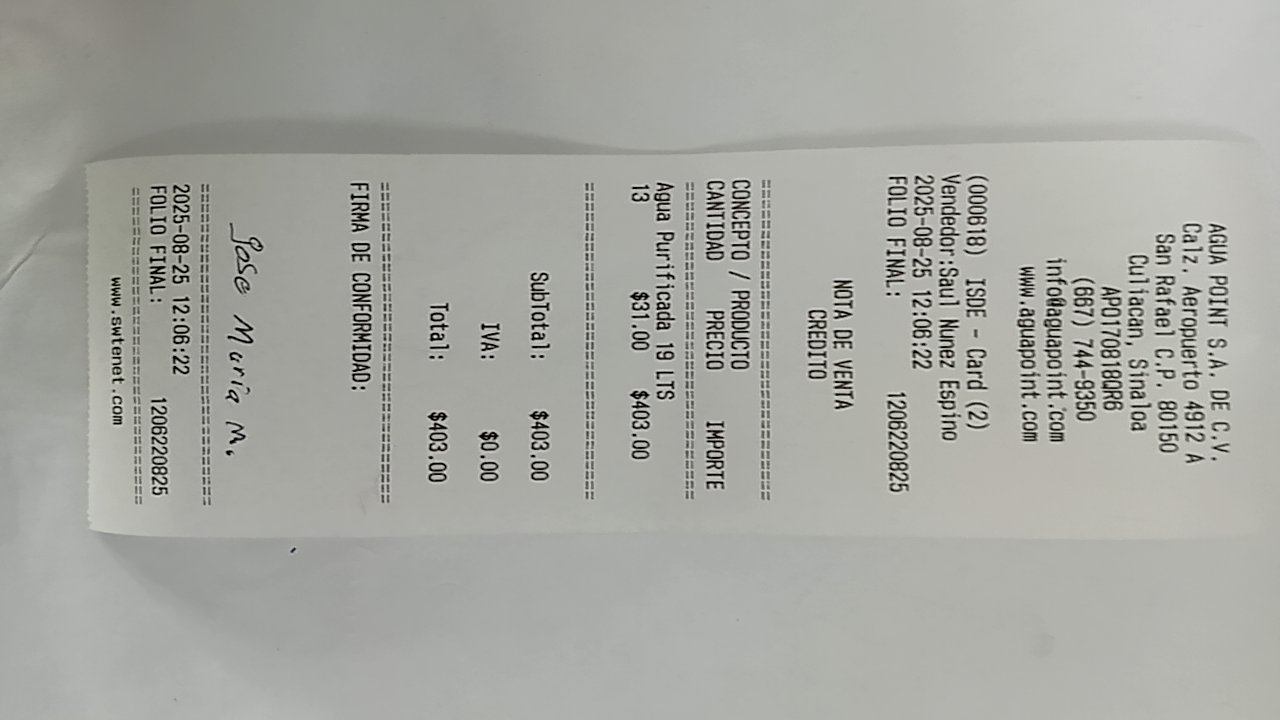 AGUA POINT S.A. DE C.V.
Calz. Aeropuerto 4912 A
San Rafael C.P. 80150
Culiacan, Sinaloa
APO170818QR6
(667) 744-9350
info@aguapoint.com
www.aguapoint.com
(000618) ISDE - Card (2)
Vendedor:Saul Nunez Espino
2025-08-25 12:06:22
FOLIO FINAL: 1206220825
NOTA DE VENTA
CREDITO
==========================================
CONCEPTO / PRODUCTO
CANTIDAD PRECIO IMPORTE
==========================================
Agua Purificada 19 LTS
13 $31.00 $403.00
==========================================
SubTotal: $403.00
IVA: $0.00
Total: $403.00
==========================================
FIRMA DE CONFORMIDAD:
Jose Maria M.
==========================================
2025-08-25 12:06:22
FOLIO FINAL: 1206220825
==========================================
www.swtenet.com